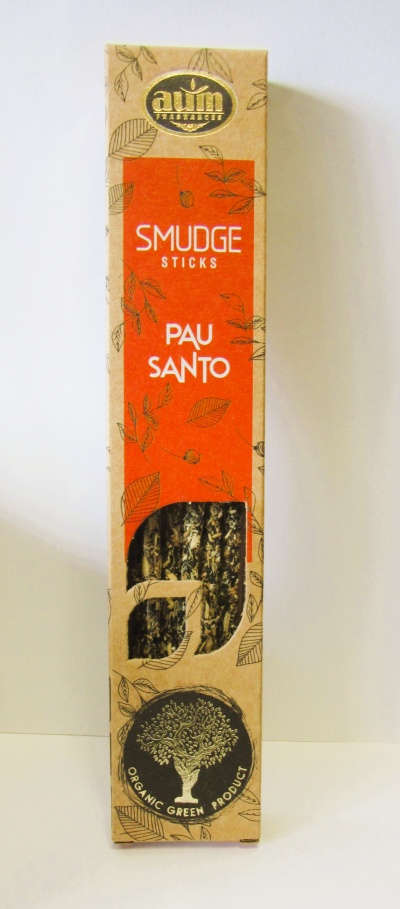 aum
FRAGRANCES
SMUDGE
STICKS
PAU
SANTO
ORGANIC GREEN PRODUCT